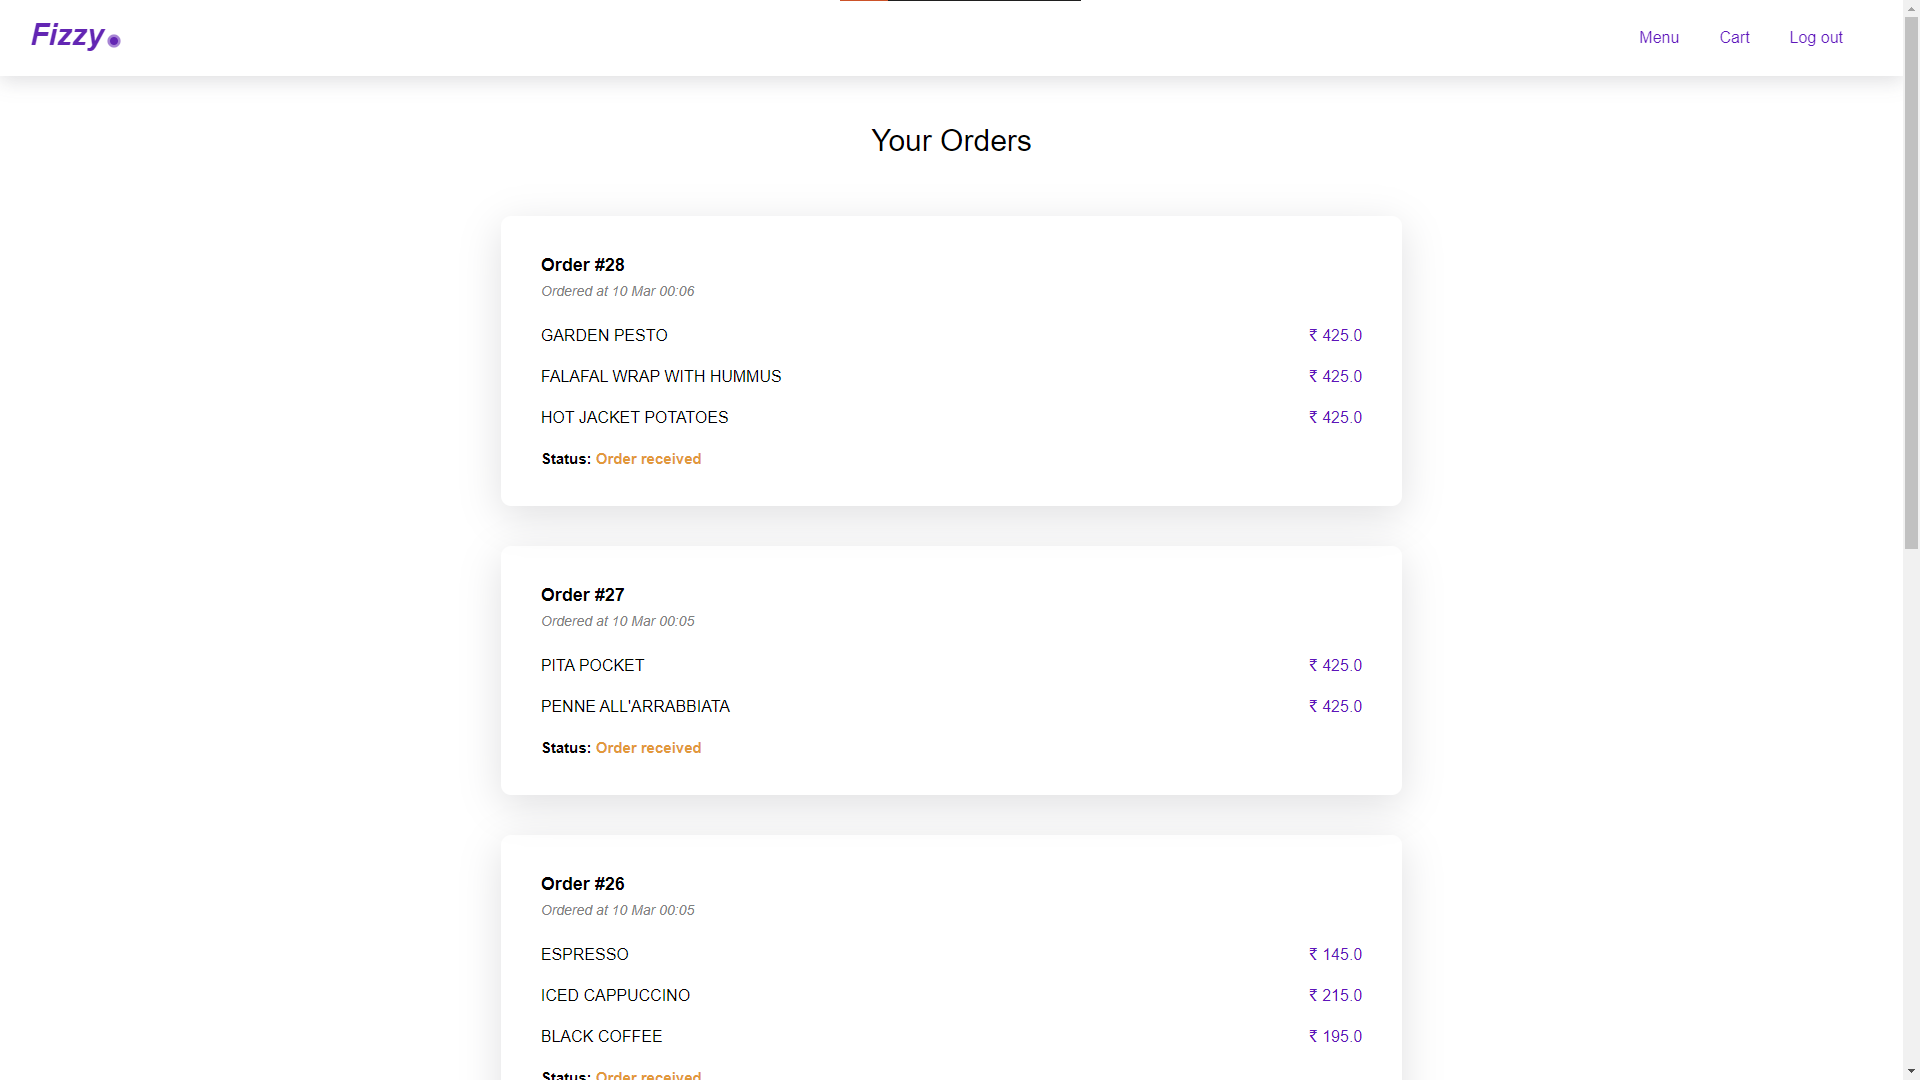 Fizzy
Menu Cart Log out
Your Orders
Order #28
Ordered at 10 Mar 00:06
GARDEN PESTO ₹ 425.0
FALAFAL WRAP WITH HUMMUS ₹ 425.0
HOT JACKET POTATOES ₹ 425.0
Status: Order received
Order #27
Ordered at 10 Mar 00:05
PITA POCKET ₹ 425.0
PENNE ALL'ARRABBIATA ₹ 425.0
Status: Order received
Order #26
Ordered at 10 Mar 00:05
ESPRESSO ₹ 145.0
ICED CAPPUCCINO ₹ 215.0
BLACK COFFEE ₹ 195.0
Status: Order received